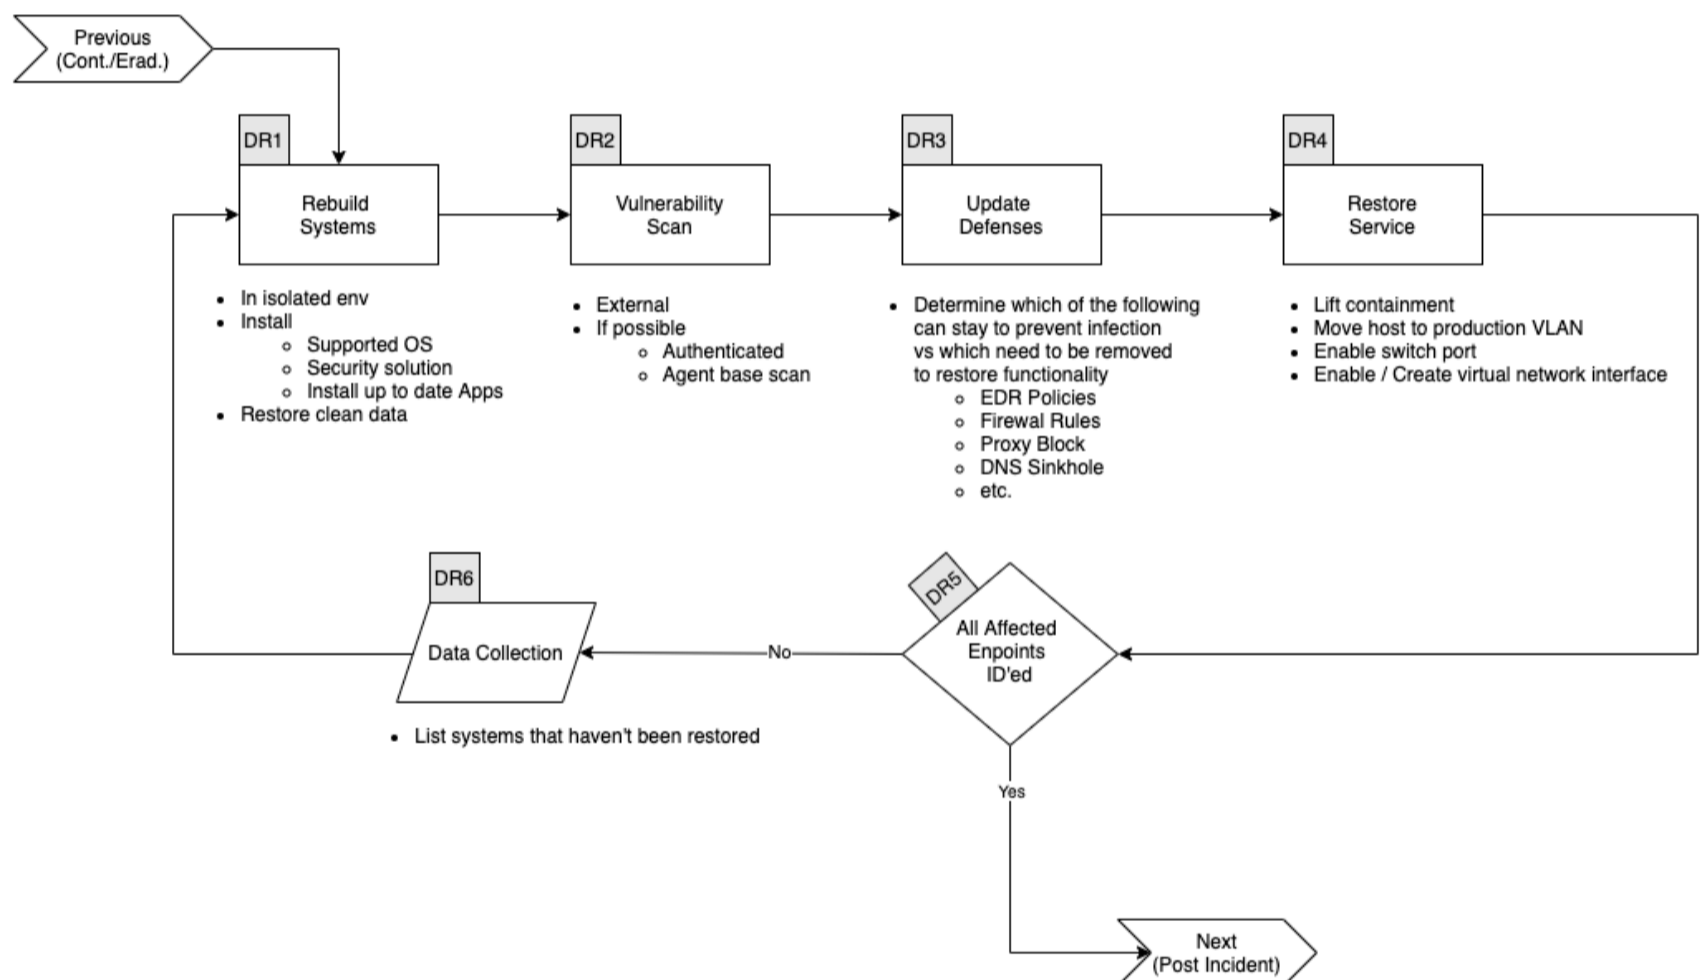 Previous
(Cont./Erad.)
DR1
Rebuild
Systems
• In isolated env
• Install
○ Supported OS
○ Security solution
○ Install up to date Apps
• Restore clean data
DR2
Vulnerability
Scan
• External
• If possible
○ Authenticated
○ Agent base scan
DR3
Update
Defenses
• Determine which of the following
can stay to prevent infection
vs which need to be removed
to restore functionality
○ EDR Policies
○ Firewal Rules
○ Proxy Block
○ DNS Sinkhole
○ etc.
DR4
Restore
Service
• Lift containment
• Move host to production VLAN
• Enable switch port
• Enable / Create virtual network interface
DR5
All Affected
Enpoints
ID'ed
No
DR6
Data Collection
• List systems that haven't been restored
Yes
Next
(Post Incident)